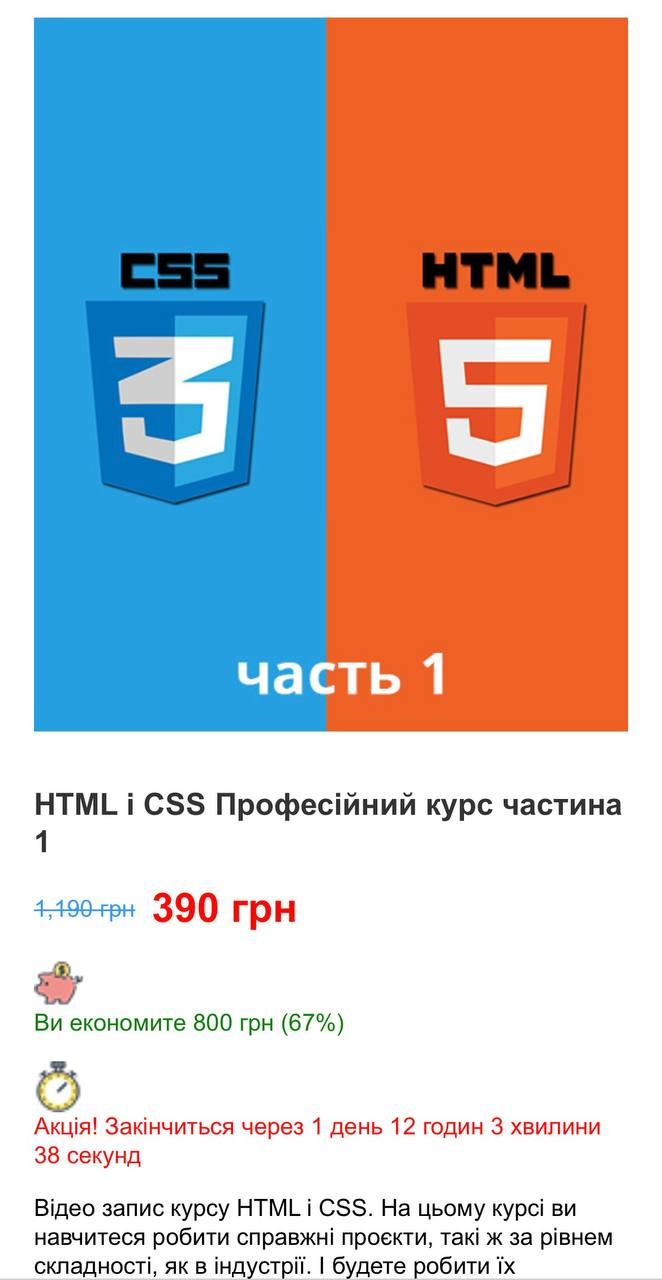 CSS HTML
3 5
часть 1
HTML і CSS Професійний курс частина
1
1,190 грн 390 грн
Ви економите 800 грн (67%)
Акція! Закінчиться через 1 день 12 годин 3 хвилини
38 секунд
Відео запис курсу HTML і CSS. На цьому курсі ви
навчитеся робити справжні проєкти, такі ж за рівнем
складності, як в індустрії. І будете робити їх